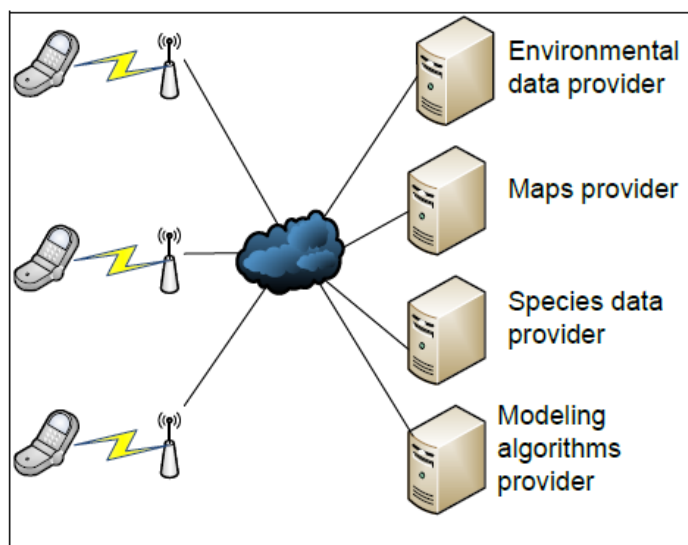 Environmental
data provider
Maps provider
Species data
provider
Modeling
algorithms
provider